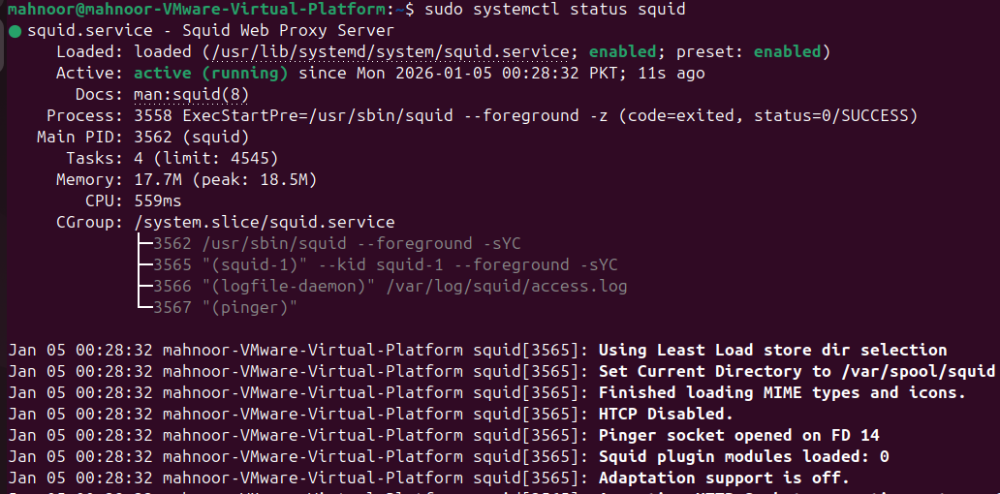 mahnoor@mahnoor-VMware-Virtual-Platform:~$ sudo systemctl status squid
● squid.service - Squid Web Proxy Server
Loaded: loaded (/usr/lib/systemd/system/squid.service; enabled; preset: enabled)
Active: active (running) since Mon 2026-01-05 00:28:32 PKT; 11s ago
Docs: man:squid(8)
Process: 3558 ExecStartPre=/usr/sbin/squid --foreground -z (code=exited, status=0/SUCCESS)
Main PID: 3562 (squid)
Tasks: 4 (limit: 4545)
Memory: 17.7M (peak: 18.5M)
CPU: 559ms
CGroup: /system.slice/squid.service
├─3562 /usr/sbin/squid --foreground -sYC
├─3565 "(squid-1)" --kid squid-1 --foreground -sYC
├─3566 "(logfile-daemon)" /var/log/squid/access.log
└─3567 "(pinger)"
Jan 05 00:28:32 mahnoor-VMware-Virtual-Platform squid[3565]: Using Least Load store dir selection
Jan 05 00:28:32 mahnoor-VMware-Virtual-Platform squid[3565]: Set Current Directory to /var/spool/squid
Jan 05 00:28:32 mahnoor-VMware-Virtual-Platform squid[3565]: Finished loading MIME types and icons.
Jan 05 00:28:32 mahnoor-VMware-Virtual-Platform squid[3565]: HTCP Disabled.
Jan 05 00:28:32 mahnoor-VMware-Virtual-Platform squid[3565]: Pinger socket opened on FD 14
Jan 05 00:28:32 mahnoor-VMware-Virtual-Platform squid[3565]: Squid plugin modules loaded: 0
Jan 05 00:28:32 mahnoor-VMware-Virtual-Platform squid[3565]: Adaptation support is off.